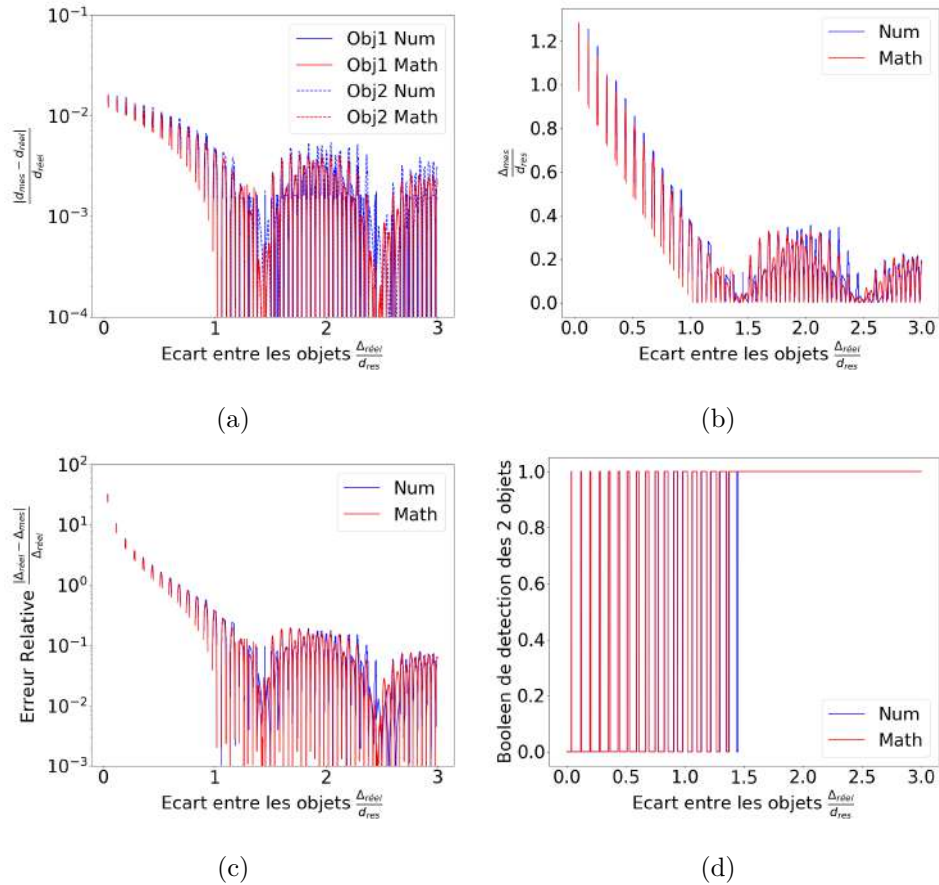 10⁻¹
10⁻²
10⁻³
10⁻⁴
|d_mes − d_réel|
d_réel
Obj1 Num
Obj1 Math
Obj2 Num
Obj2 Math
0 1 2 3
Ecart entre les objets Δ_réel/d_res
(a)
1.2
1.0
0.8
0.6
0.4
0.2
0.0
Δ_mes/d_res
Num
Math
0.0 0.5 1.0 1.5 2.0 2.5 3.0
Ecart entre les objets Δ_réel/d_res
(b)
10²
10¹
10⁰
10⁻¹
10⁻²
10⁻³
Erreur Relative |Δ_réel − Δ_mes|/Δ_réel
Num
Math
0 1 2 3
Ecart entre les objets Δ_réel/d_res
(c)
1.0
0.8
0.6
0.4
0.2
0.0
Booleen de detection des 2 objets
Num
Math
0.0 0.5 1.0 1.5 2.0 2.5 3.0
Ecart entre les objets Δ_réel/d_res
(d)